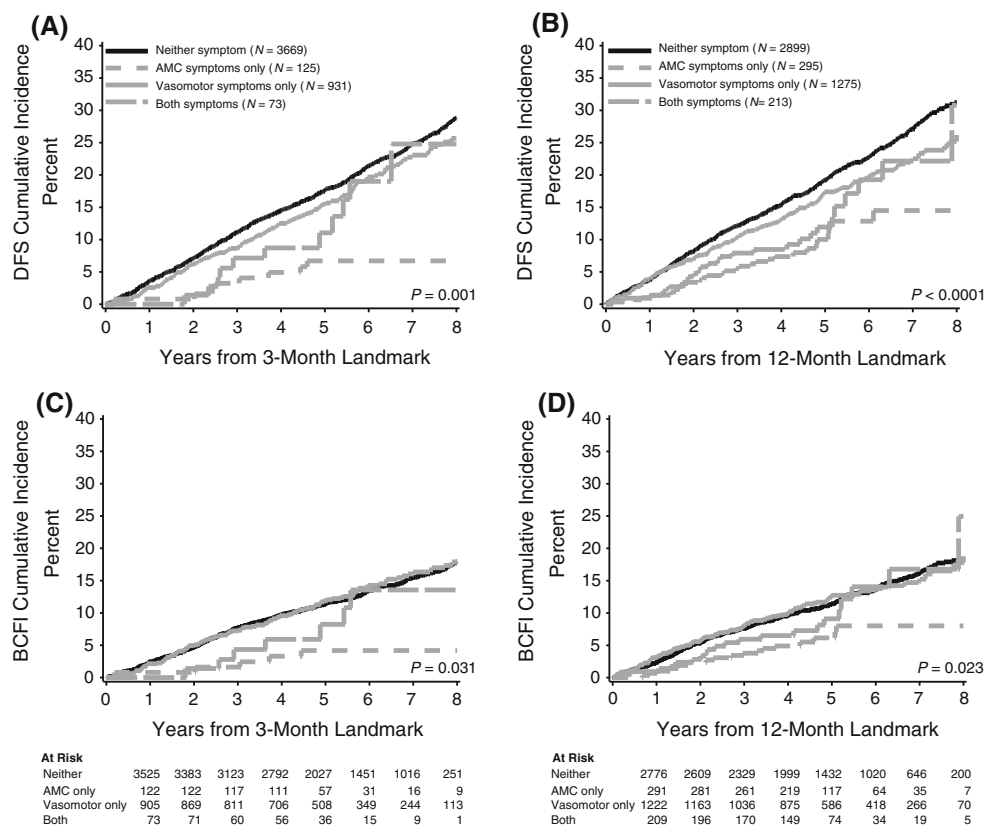 (A)
DFS Cumulative Incidence
Percent
40
35
30
25
20
15
10
5
0
Neither symptom (N = 3669)
AMC symptoms only (N = 125)
Vasomotor symptoms only (N = 931)
Both symptoms (N = 73)
P = 0.001
0 1 2 3 4 5 6 7 8
Years from 3-Month Landmark
(B)
DFS Cumulative Incidence
Percent
40
35
30
25
20
15
10
5
0
Neither symptom (N = 2899)
AMC symptoms only (N = 295)
Vasomotor symptoms only (N = 1275)
Both symptoms (N= 213)
P < 0.0001
0 1 2 3 4 5 6 7 8
Years from 12-Month Landmark
(C)
BCFI Cumulative Incidence
Percent
40
35
30
25
20
15
10
5
0
P = 0.031
0 1 2 3 4 5 6 7 8
Years from 3-Month Landmark
At Risk
Neither 3525 3383 3123 2792 2027 1451 1016 251
AMC only 122 122 117 111 57 31 16 9
Vasomotor only 905 869 811 706 508 349 244 113
Both 73 71 60 56 36 15 9 1
(D)
BCFI Cumulative Incidence
Percent
40
35
30
25
20
15
10
5
0
P = 0.023
0 1 2 3 4 5 6 7 8
Years from 12-Month Landmark
At Risk
Neither 2776 2609 2329 1999 1432 1020 646 200
AMC only 291 281 261 219 117 64 35 7
Vasomotor only 1222 1163 1036 875 586 418 266 70
Both 209 196 170 149 74 34 19 5